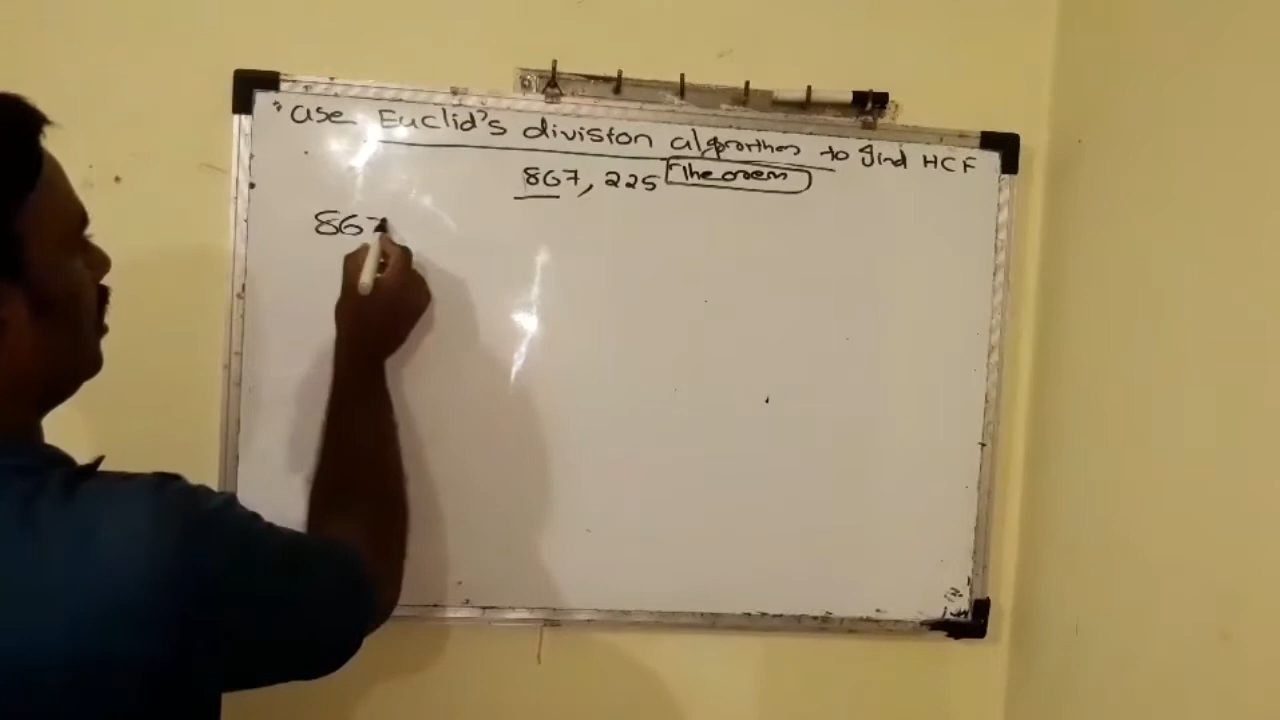 Use Euclid's division algorithm to find HCF
867, 225 Theorem
867